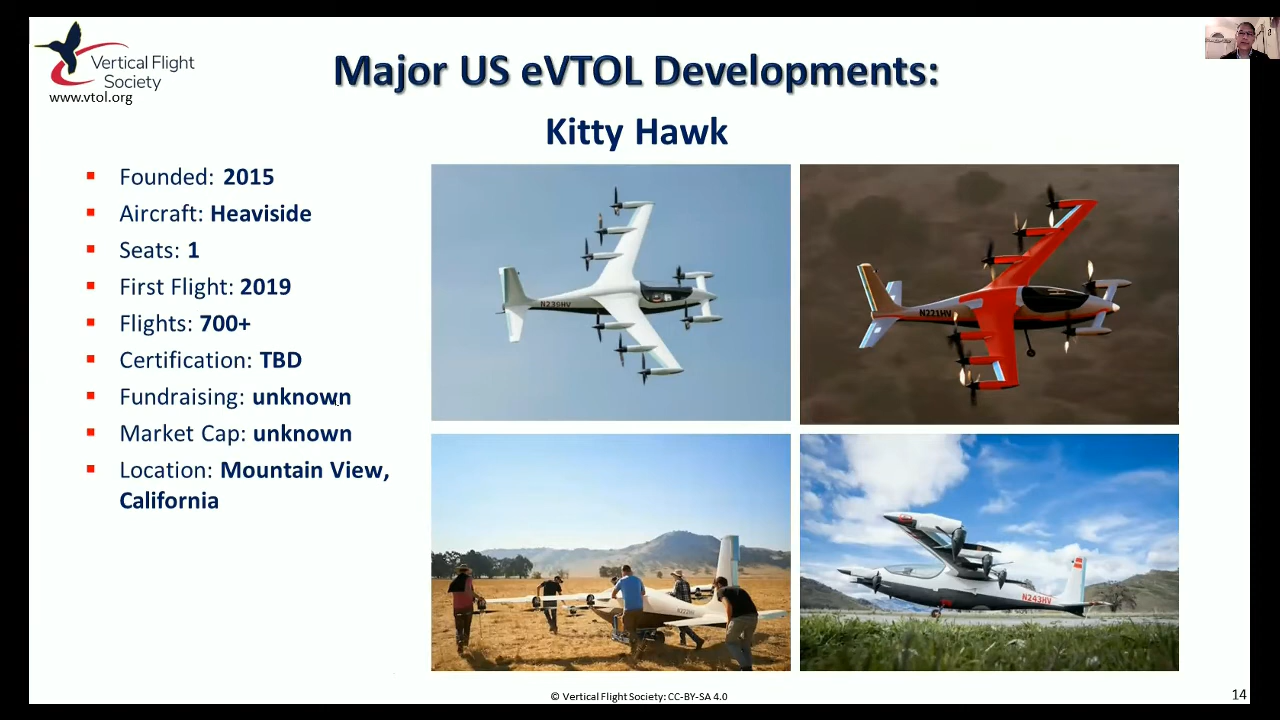 Vertical Flight
Society
www.vtol.org
Major US eVTOL Developments:
Kitty Hawk
▪ Founded: 2015
▪ Aircraft: Heaviside
▪ Seats: 1
▪ First Flight: 2019
▪ Flights: 700+
▪ Certification: TBD
▪ Fundraising: unknown
▪ Market Cap: unknown
▪ Location: Mountain View,
California
N221HV
N243HV
© Vertical Flight Society: CC-BY-SA 4.0
14